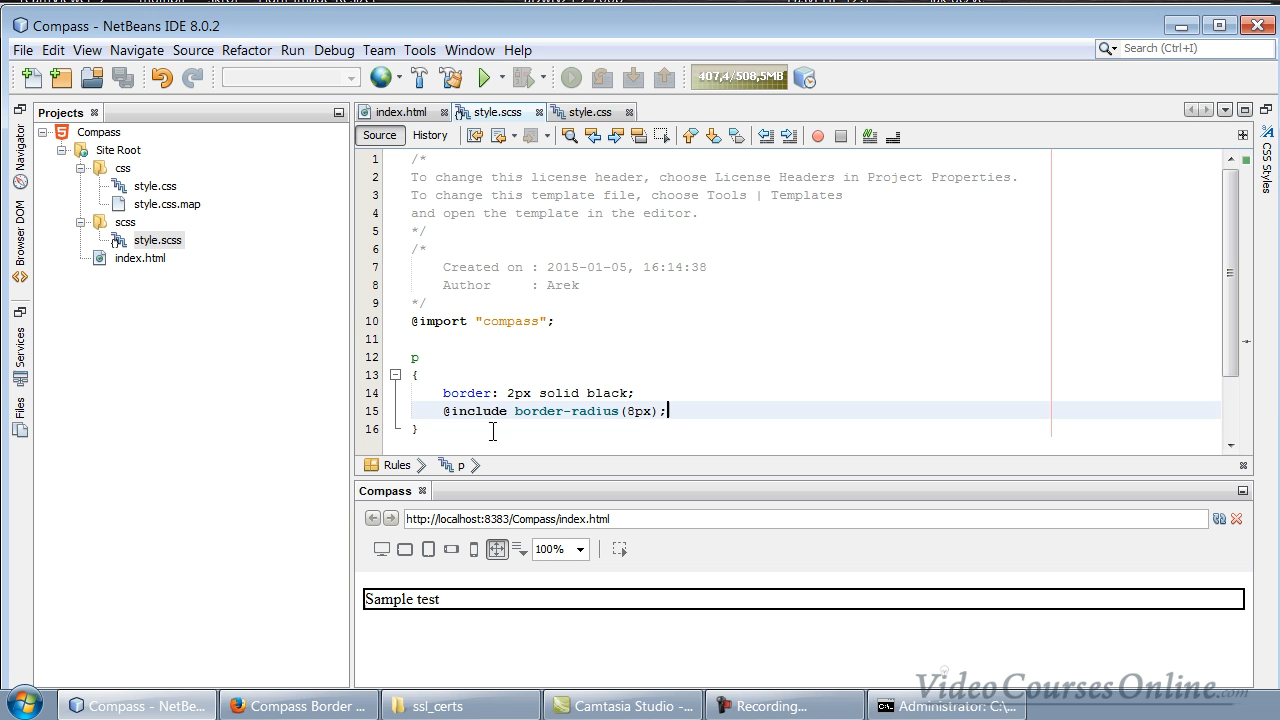 Compass - NetBeans IDE 8.0.2
File Edit View Navigate Source Refactor Run Debug Team Tools Window Help
Search (Ctrl+I)
407,4/508,5MB
Projects
index.html
style.scss
style.css
Source
History
Compass
Site Root
css
style.css
style.css.map
scss
style.scss
index.html
Navigator
Browser DOM
Services
Files
CSS Styles
1 /*
2 To change this license header, choose License Headers in Project Properties.
3 To change this template file, choose Tools | Templates
4 and open the template in the editor.
5 */
6 /*
7 Created on : 2015-01-05, 16:14:38
8 Author : Arek
9 */
10 @import "compass";
11
12 p
13 {
14 border: 2px solid black;
15 @include border-radius(8px);
16 }
Rules p
Compass
http://localhost:8383/Compass/index.html
100%
Sample test
VideoCoursesOnline.com
Compass - NetBe...
Compass Border ...
ssl_certs
Camtasia Studio -...
Recording...
Administrator: C:\...